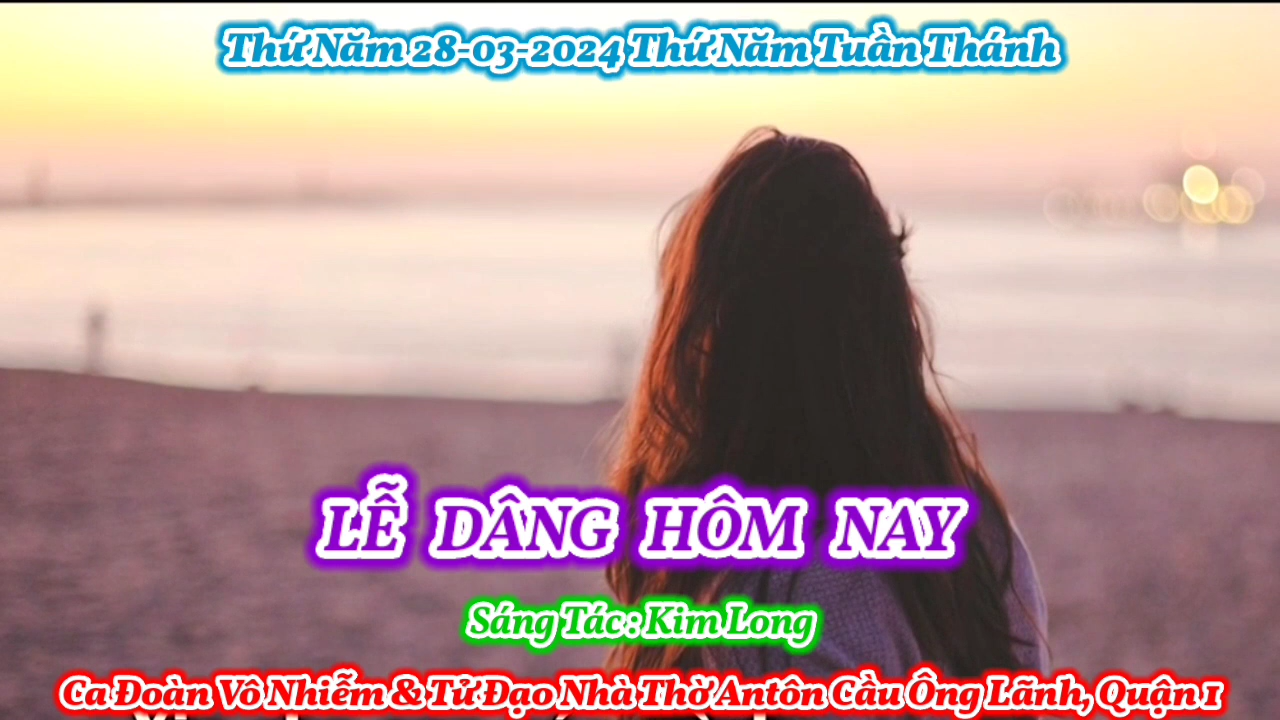 Thứ Năm 28-03-2024 Thứ Năm Tuần Thánh
LỄ DÂNG HÔM NAY
Sáng Tác : Kim Long
Ca Đoàn Vô Nhiễm & Tử Đạo Nhà Thờ Antôn Cầu Ông Lãnh, Quận 1